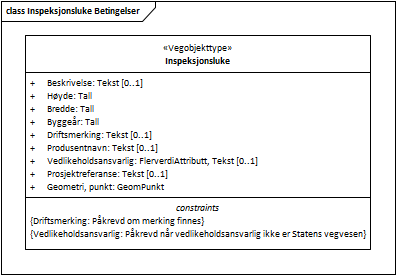 class Inspeksjonsluke Betingelser
«Vegobjekttype»
Inspeksjonsluke
+ Beskrivelse: Tekst [0..1]
+ Høyde: Tall
+ Bredde: Tall
+ Byggeår: Tall
+ Driftsmerking: Tekst [0..1]
+ Produsentnavn: Tekst [0..1]
+ Vedlikeholdsansvarlig: FlerverdiAttributt, Tekst [0..1]
+ Prosjektreferanse: Tekst [0..1]
+ Geometri, punkt: GeomPunkt
constraints
{Driftsmerking: Påkrevd om merking finnes}
{Vedlikeholdsansvarlig: Påkrevd når vedlikeholdsansvarlig ikke er Statens vegvesen}